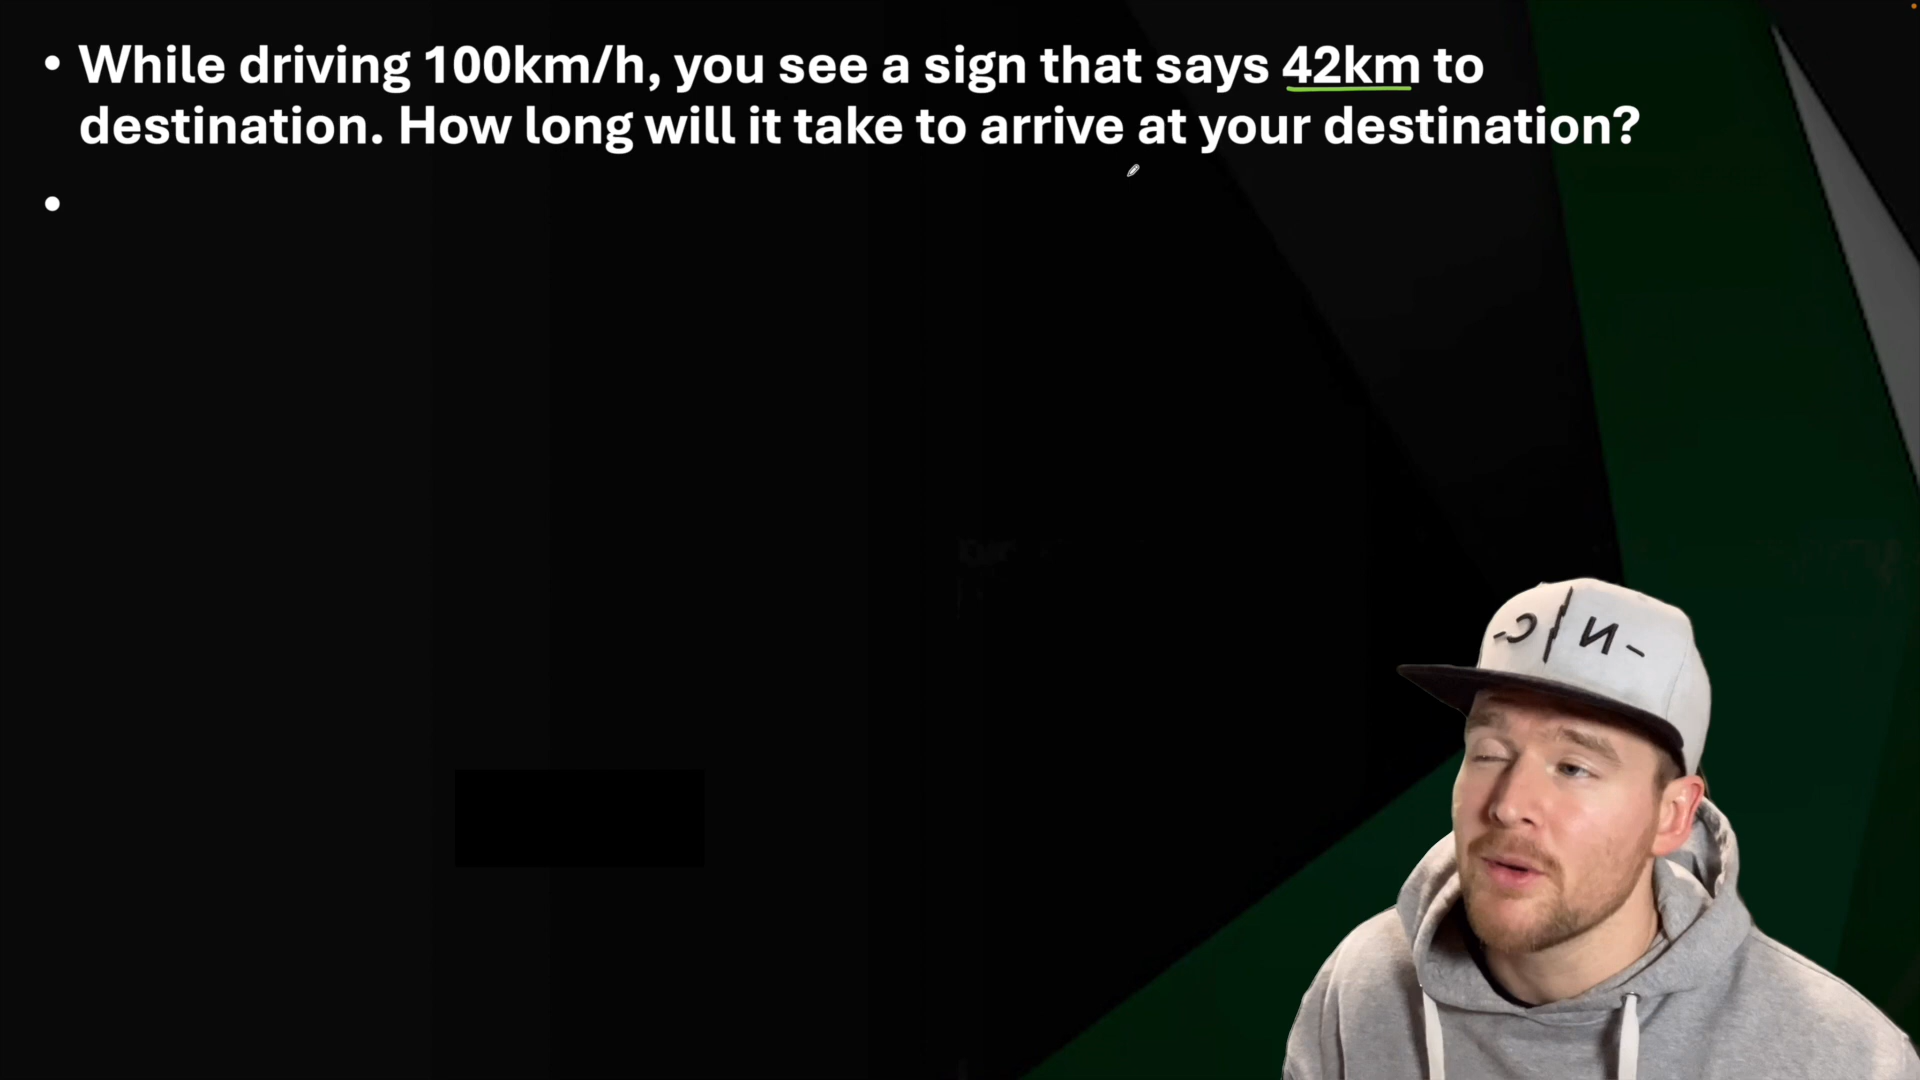 • While driving 100km/h, you see a sign that says 42km to
destination. How long will it take to arrive at your destination?
•